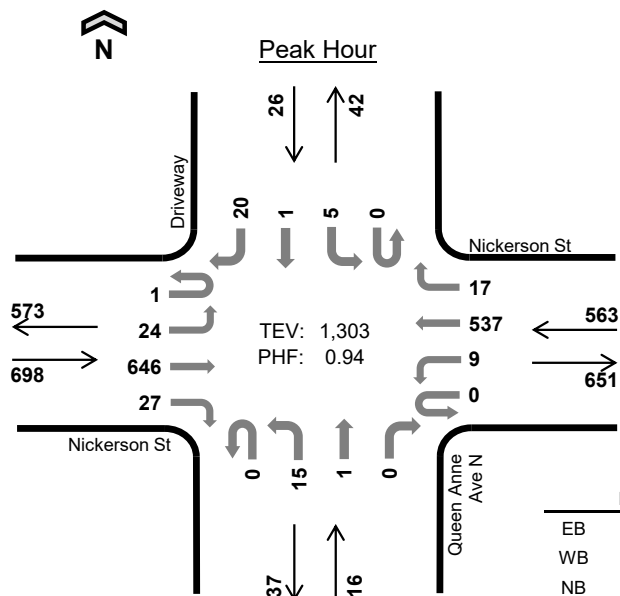 N
Peak Hour
26
42
Driveway
20
1
5
0
Nickerson St
1
17
573
24
TEV: 1,303
537
563
698
646
PHF: 0.94
9
651
27
0
Nickerson St
0
15
1
0
Queen Anne
Ave N
37
16
EB
WB
NB